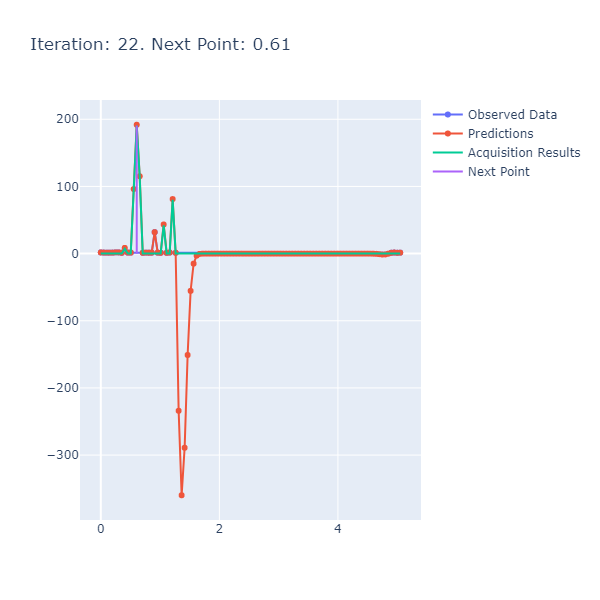 Iteration: 22. Next Point: 0.61
Observed Data
Predictions
Acquisition Results
Next Point
200
100
0
−100
−200
−300
0
2
4